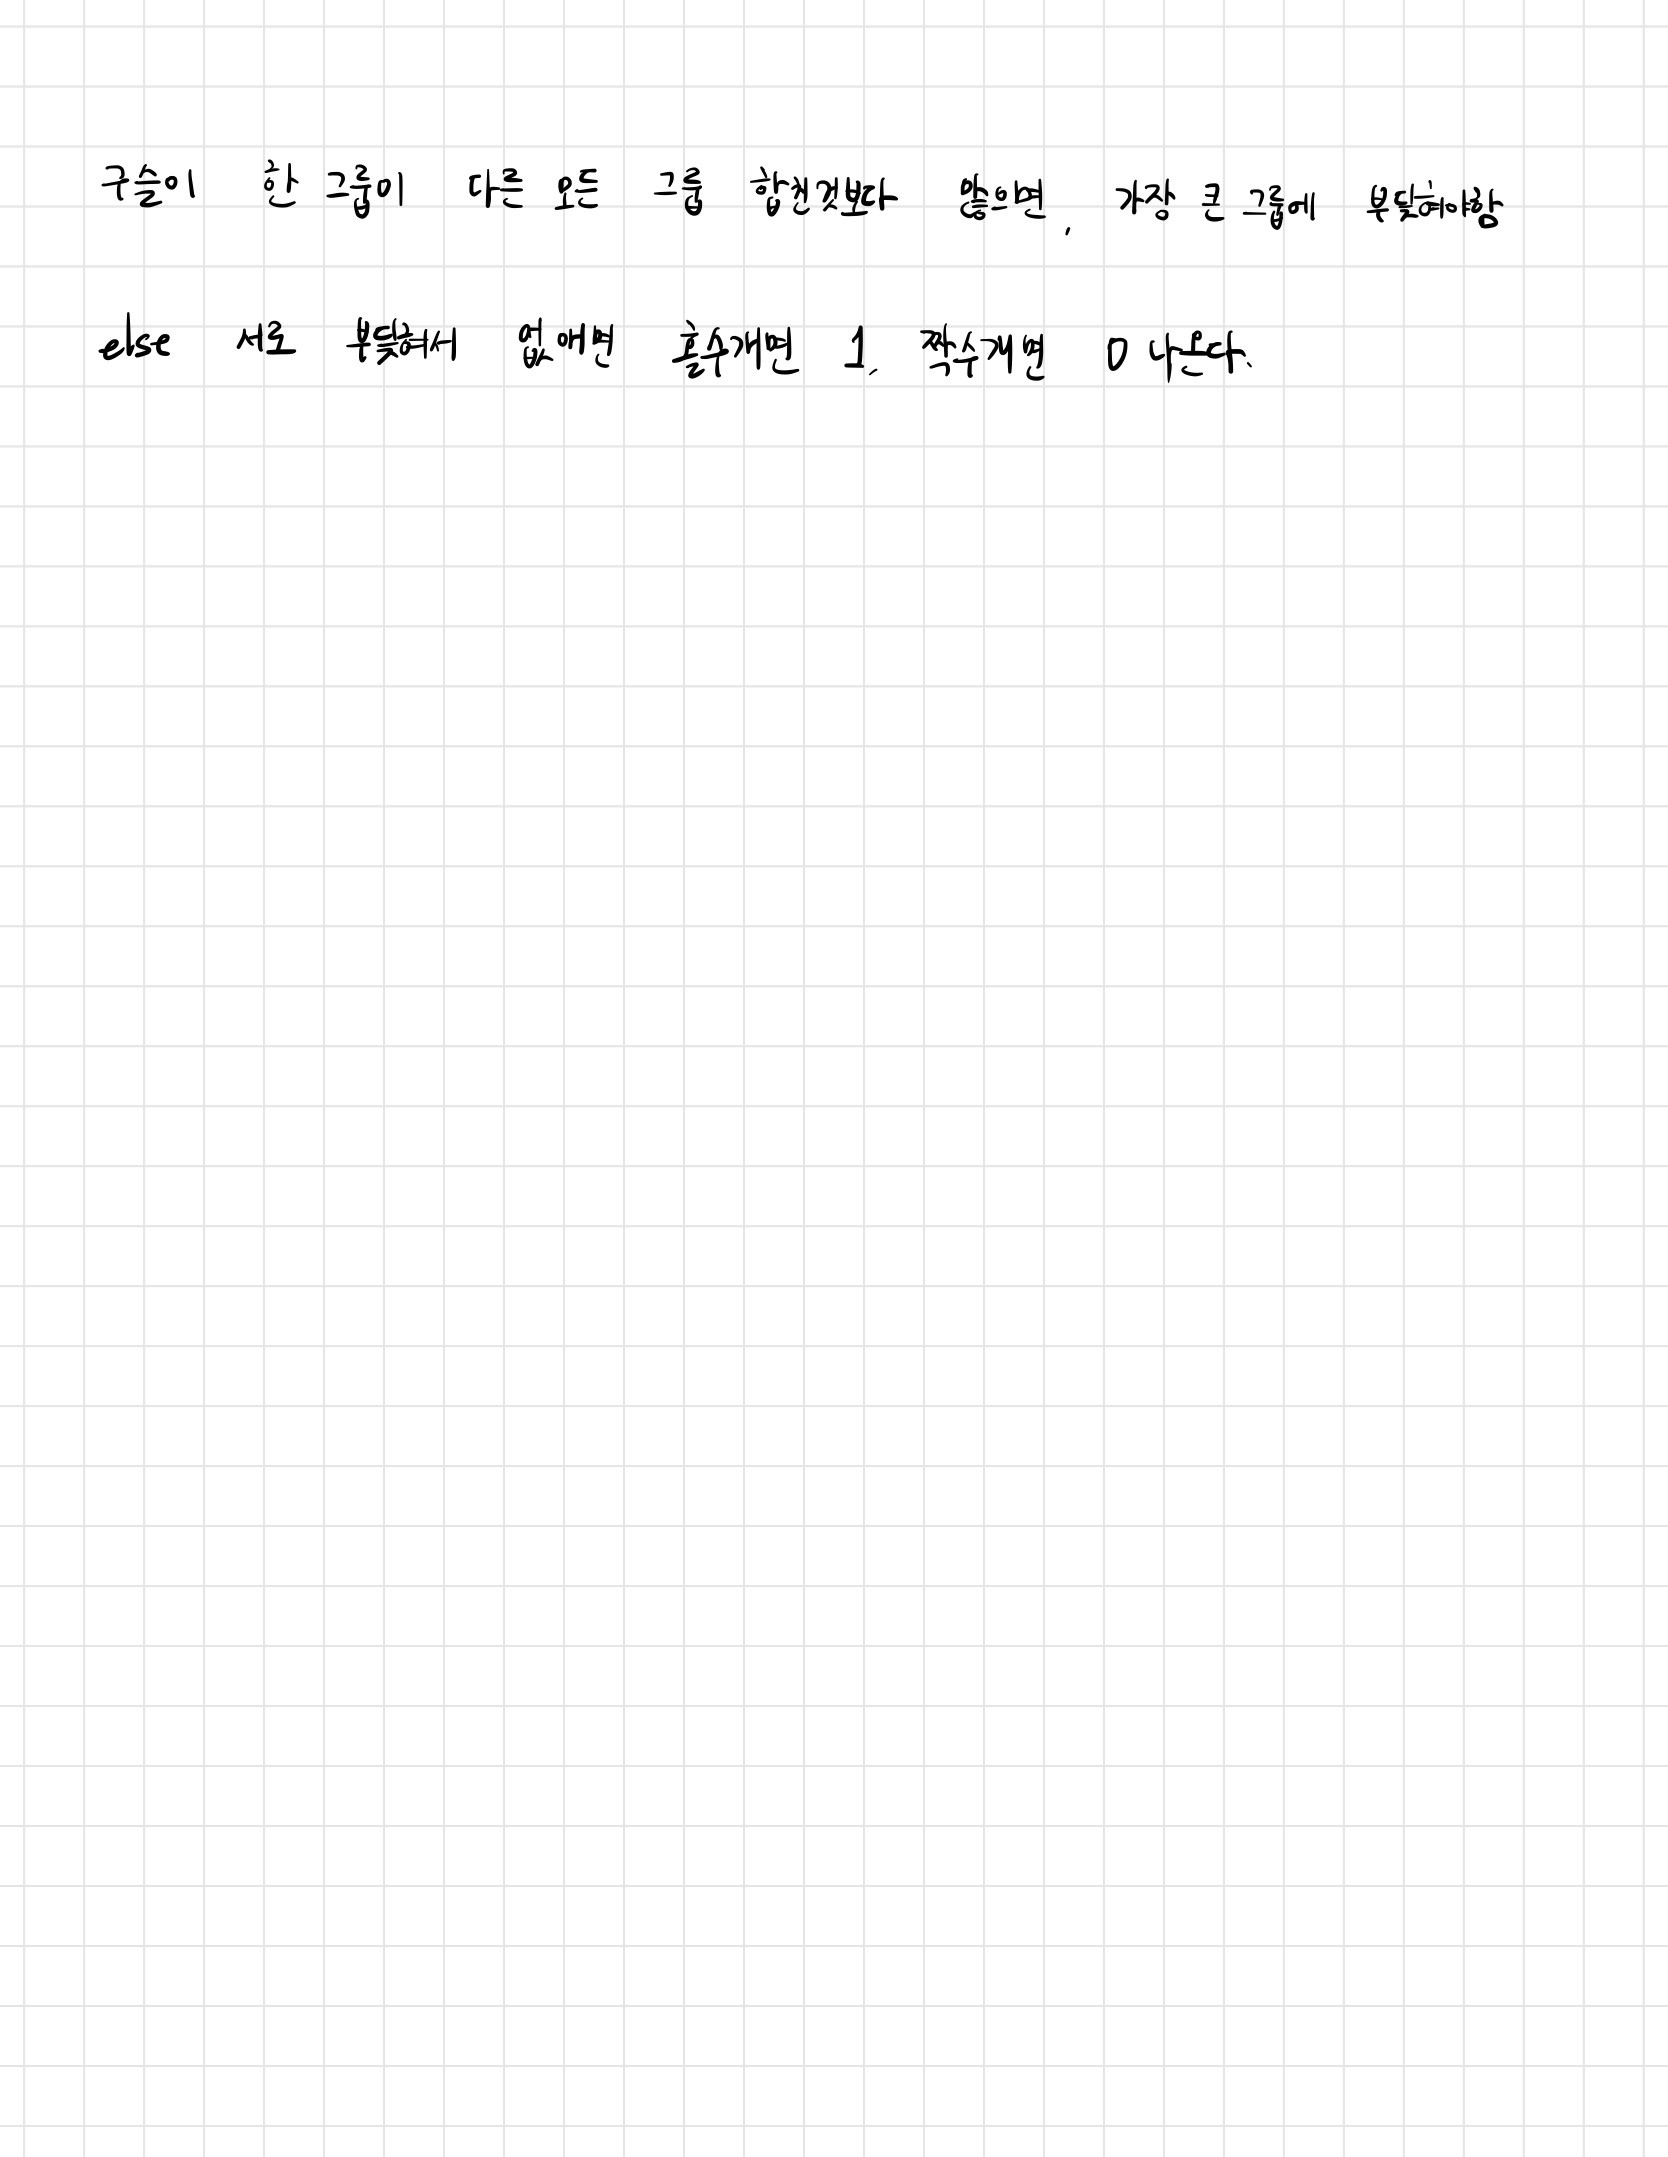 구슬이 한 그룹이 다른 모든 그룹 합친것보다 많으면, 가장 큰 그룹에 부딪혀야함
else 서로 부딪혀서 없애면 홀수개면 1, 짝수개면 0 나온다.